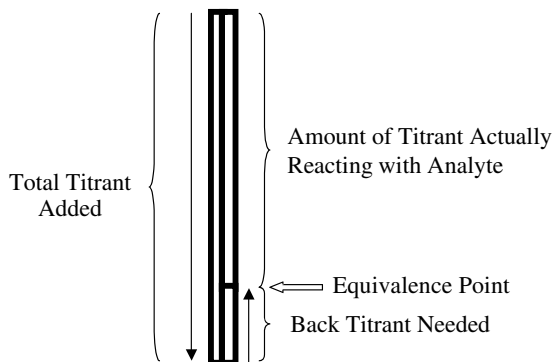 Total Titrant
Added
Amount of Titrant Actually
Reacting with Analyte
Equivalence Point
Back Titrant Needed